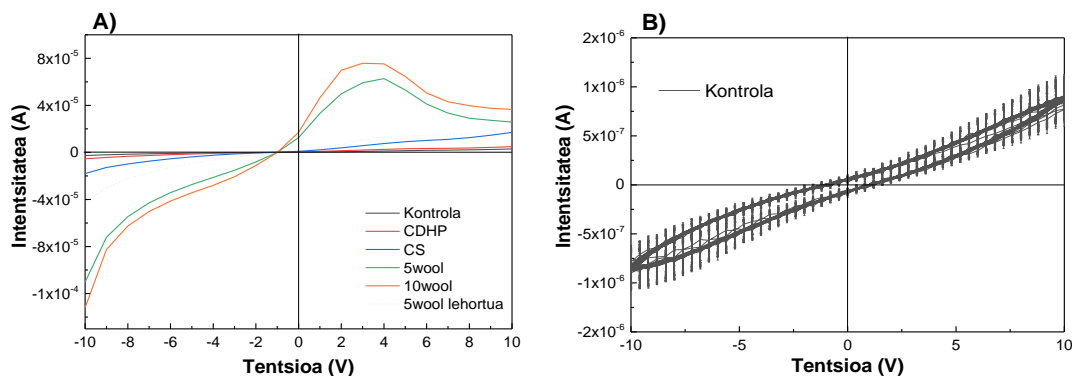 A)
8x10⁻⁵
4x10⁻⁵
0
-4x10⁻⁵
-8x10⁻⁵
-1x10⁻⁴
Intentsitatea (A)
Kontrola
CDHP
CS
5wool
10wool
5wool lehortua
-10 -8 -6 -4 -2 0 2 4 6 8 10
Tentsioa (V)
B)
2x10⁻⁶
1x10⁻⁶
5x10⁻⁷
0
-5x10⁻⁷
-1x10⁻⁶
-2x10⁻⁶
Intentsitatea (A)
Kontrola
-10 -5 0 5 10
Tentsioa (V)